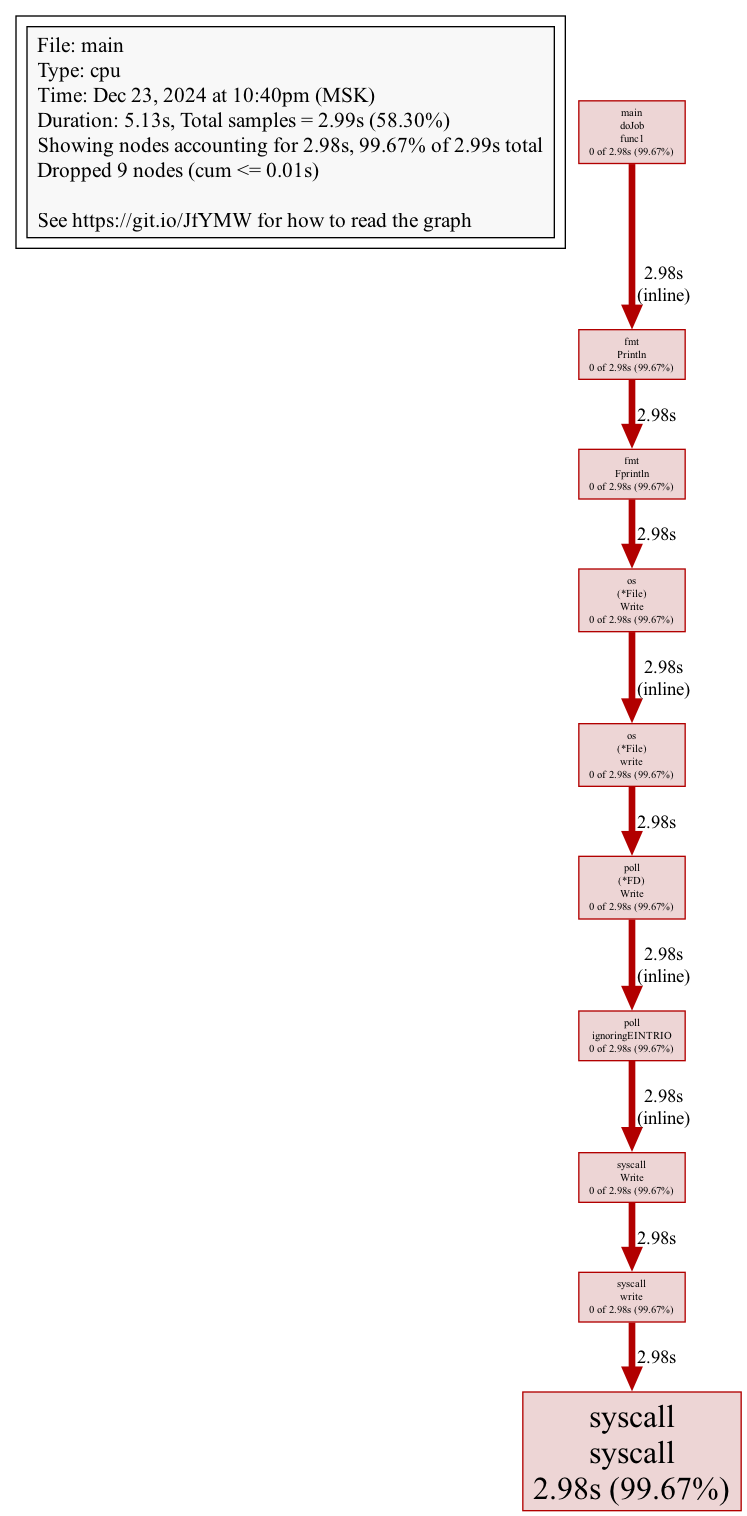 File: main
Type: cpu
Time: Dec 23, 2024 at 10:40pm (MSK)
Duration: 5.13s, Total samples = 2.99s (58.30%)
Showing nodes accounting for 2.98s, 99.67% of 2.99s total
Dropped 9 nodes (cum <= 0.01s)
See https://git.io/JfYMW for how to read the graph
main
doJob
func1
0 of 2.98s (99.67%)
2.98s
(inline)
fmt
Println
0 of 2.98s (99.67%)
2.98s
fmt
Fprintln
0 of 2.98s (99.67%)
2.98s
os
(*File)
Write
0 of 2.98s (99.67%)
2.98s
(inline)
os
(*File)
write
0 of 2.98s (99.67%)
2.98s
poll
(*FD)
Write
0 of 2.98s (99.67%)
2.98s
(inline)
poll
ignoringEINTRIO
0 of 2.98s (99.67%)
2.98s
(inline)
syscall
Write
0 of 2.98s (99.67%)
2.98s
syscall
write
0 of 2.98s (99.67%)
2.98s
syscall
syscall
2.98s (99.67%)